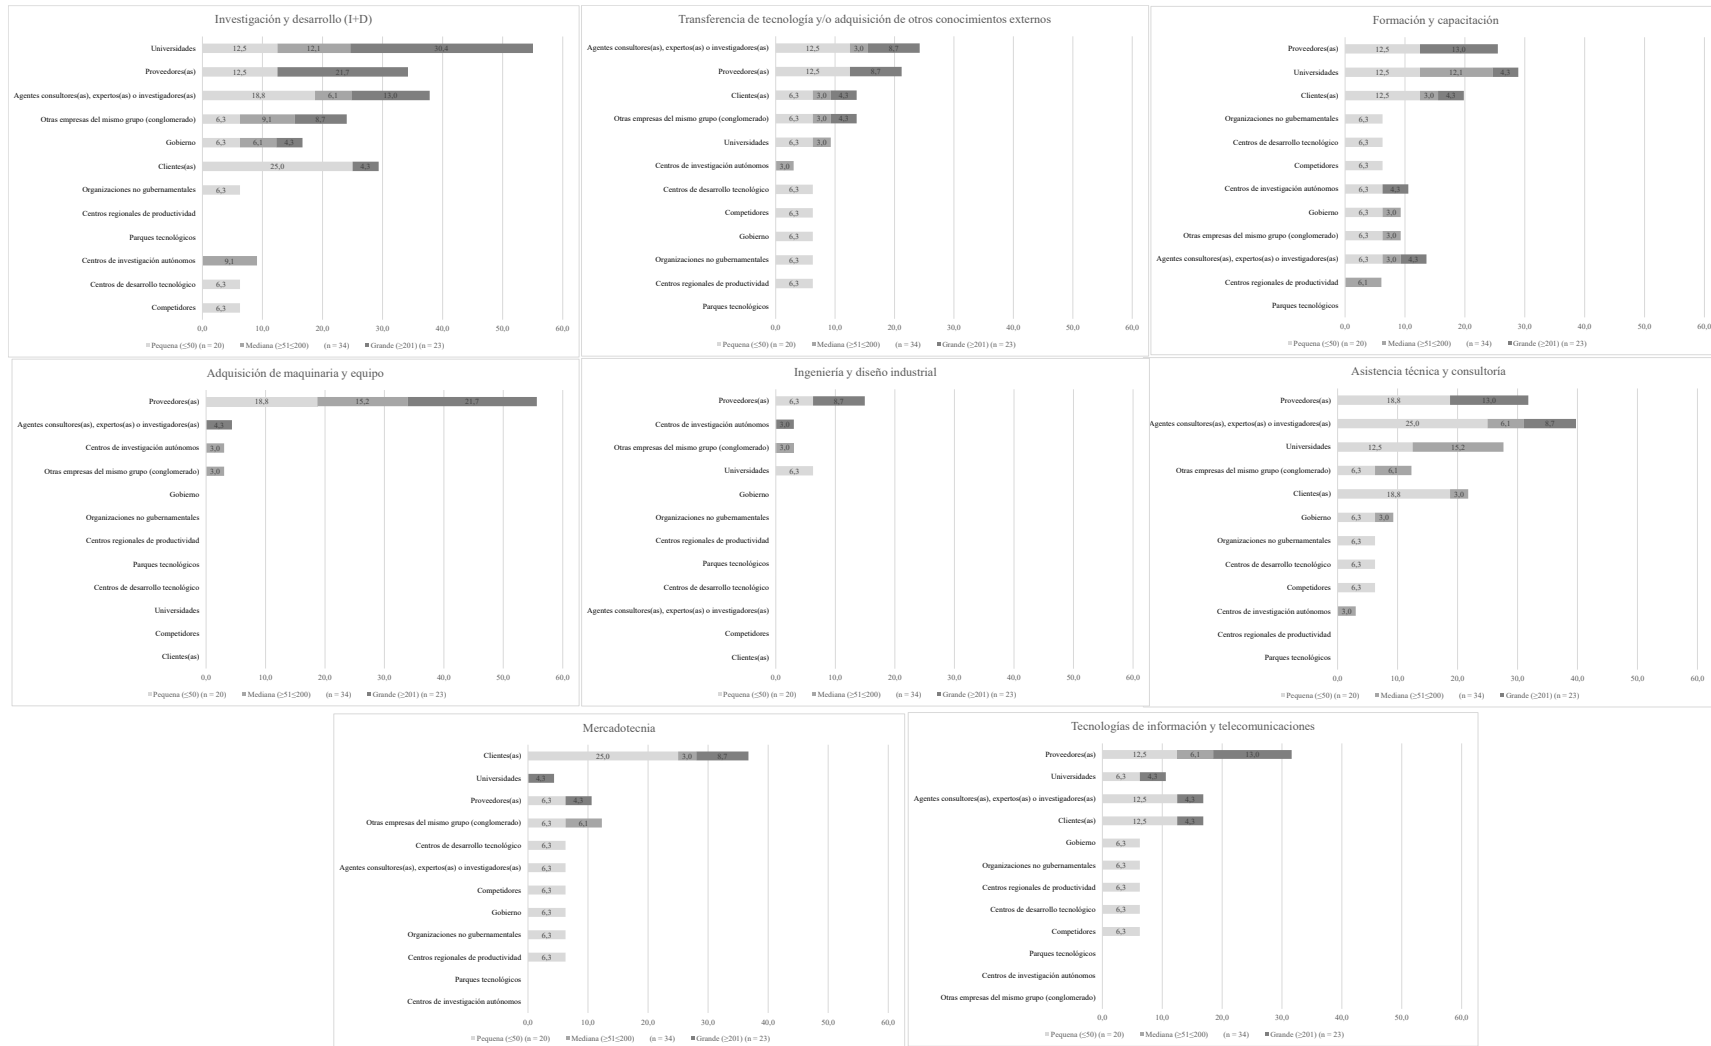 Investigación y desarrollo (I+D)
Universidades 12,5 12,1 30,4
Proveedores(as) 12,5 21,7
Agentes consultores(as), expertos(as) o investigadores(as) 18,8 6,1 13,0
Otras empresas del mismo grupo (conglomerado) 6,3 9,1 8,7
Gobierno 6,3 6,1 4,3
Clientes(as) 25,0 4,3
Organizaciones no gubernamentales 6,3
Centros regionales de productividad
Parques tecnológicos
Centros de investigación autónomos 9,1
Centros de desarrollo tecnológico 6,3
Competidores 6,3
0,0 10,0 20,0 30,0 40,0 50,0 60,0
Pequena (≤50) (n = 20) Mediana (≥51≤200) (n = 34) Grande (≥201) (n = 23)
Transferencia de tecnología y/o adquisición de otros conocimientos externos
Agentes consultores(as), expertos(as) o investigadores(as) 12,5 3,0 8,7
Proveedores(as) 12,5 8,7
Clientes(as) 6,3 3,0 4,3
Otras empresas del mismo grupo (conglomerado) 6,3 3,0 4,3
Universidades 6,3 3,0
Centros de investigación autónomos 3,0
Centros de desarrollo tecnológico 6,3
Competidores 6,3
Gobierno 6,3
Organizaciones no gubernamentales 6,3
Centros regionales de productividad 6,3
Parques tecnológicos
0,0 10,0 20,0 30,0 40,0 50,0 60,0
Pequena (≤50) (n = 20) Mediana (≥51≤200) (n = 34) Grande (≥201) (n = 23)
Formación y capacitación
Proveedores(as) 12,5 13,0
Universidades 12,5 12,1 4,3
Clientes(as) 12,5 3,0 4,3
Organizaciones no gubernamentales 6,3
Centros de desarrollo tecnológico 6,3
Competidores 6,3
Centros de investigación autónomos 6,3 4,3
Gobierno 6,3 3,0
Otras empresas del mismo grupo (conglomerado) 6,3 3,0
Agentes consultores(as), expertos(as) o investigadores(as) 6,3 3,0 4,3
Centros regionales de productividad 6,1
Parques tecnológicos
0,0 10,0 20,0 30,0 40,0 50,0 60,0
Pequena (≤50) (n = 20) Mediana (≥51≤200) (n = 34) Grande (≥201) (n = 23)
Adquisición de maquinaria y equipo
Proveedores(as) 18,8 15,2 21,7
Agentes consultores(as), expertos(as) o investigadores(as) 4,3
Centros de investigación autónomos 3,0
Otras empresas del mismo grupo (conglomerado) 3,0
Gobierno
Organizaciones no gubernamentales
Centros regionales de productividad
Parques tecnológicos
Centros de desarrollo tecnológico
Universidades
Competidores
Clientes(as)
0,0 10,0 20,0 30,0 40,0 50,0 60,0
Pequena (≤50) (n = 20) Mediana (≥51≤200) (n = 34) Grande (≥201) (n = 23)
Ingeniería y diseño industrial
Proveedores(as) 6,3 8,7
Centros de investigación autónomos 3,0
Otras empresas del mismo grupo (conglomerado) 3,0
Universidades 6,3
Gobierno
Organizaciones no gubernamentales
Centros regionales de productividad
Parques tecnológicos
Centros de desarrollo tecnológico
Agentes consultores(as), expertos(as) o investigadores(as)
Competidores
Clientes(as)
0,0 10,0 20,0 30,0 40,0 50,0 60,0
Pequena (≤50) (n = 20) Mediana (≥51≤200) (n = 34) Grande (≥201) (n = 23)
Asistencia técnica y consultoría
Proveedores(as) 18,8 13,0
Agentes consultores(as), expertos(as) o investigadores(as) 25,0 6,1 8,7
Universidades 12,5 15,2
Otras empresas del mismo grupo (conglomerado) 6,3 6,1
Clientes(as) 18,8 3,0
Gobierno 6,3 3,0
Organizaciones no gubernamentales 6,3
Centros de desarrollo tecnológico 6,3
Competidores 6,3
Centros de investigación autónomos 3,0
Centros regionales de productividad
Parques tecnológicos
0,0 10,0 20,0 30,0 40,0 50,0 60,0
Pequena (≤50) (n = 20) Mediana (≥51≤200) (n = 34) Grande (≥201) (n = 23)
Mercadotecnia
Clientes(as) 25,0 3,0 8,7
Universidades 4,3
Proveedores(as) 6,3 4,3
Otras empresas del mismo grupo (conglomerado) 6,3 6,1
Centros de desarrollo tecnológico 6,3
Agentes consultores(as), expertos(as) o investigadores(as) 6,3
Competidores 6,3
Gobierno 6,3
Organizaciones no gubernamentales 6,3
Centros regionales de productividad 6,3
Parques tecnológicos
Centros de investigación autónomos
0,0 10,0 20,0 30,0 40,0 50,0 60,0
Pequena (≤50) (n = 20) Mediana (≥51≤200) (n = 34) Grande (≥201) (n = 23)
Tecnologías de información y telecomunicaciones
Proveedores(as) 12,5 6,1 13,0
Universidades 6,3 4,3
Agentes consultores(as), expertos(as) o investigadores(as) 12,5 4,3
Clientes(as) 12,5 4,3
Gobierno 6,3
Organizaciones no gubernamentales 6,3
Centros regionales de productividad 6,3
Centros de desarrollo tecnológico 6,3
Competidores 6,3
Parques tecnológicos
Centros de investigación autónomos
Otras empresas del mismo grupo (conglomerado)
0,0 10,0 20,0 30,0 40,0 50,0 60,0
Pequena (≤50) (n = 20) Mediana (≥51≤200) (n = 34) Grande (≥201) (n = 23)